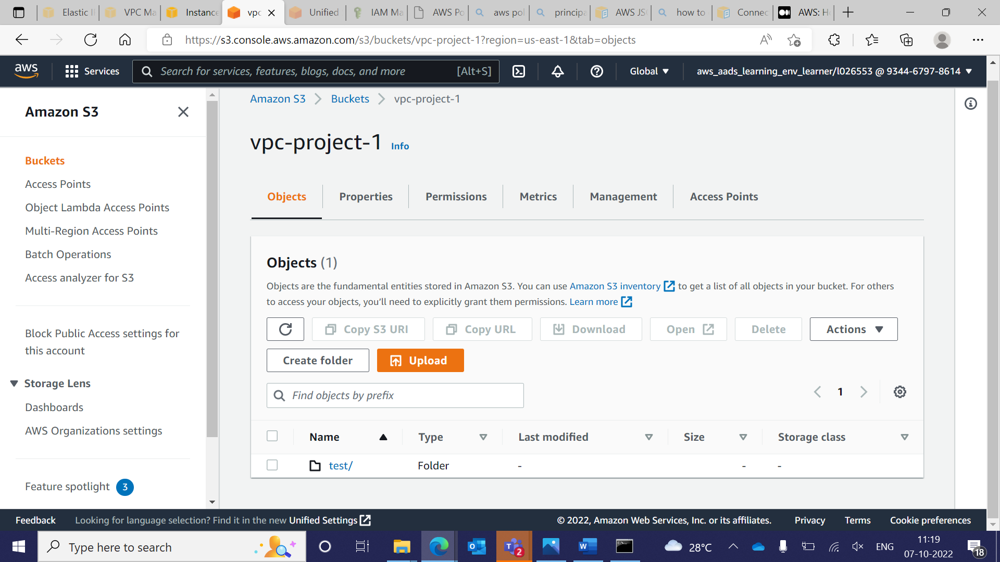 Elastic I
VPC Ma
Instance
vpc
Unified
IAM Ma
AWS Po
aws pol
principa
AWS JS
how to
Connec
AWS: H
https://s3.console.aws.amazon.com/s3/buckets/vpc-project-1?region=us-east-1&tab=objects
aws
Services
Search for services, features, blogs, docs, and more [Alt+S]
Global
aws_aads_learning_env_learner/l026553 @ 9344-6797-8614
Amazon S3
Buckets
Access Points
Object Lambda Access Points
Multi-Region Access Points
Batch Operations
Access analyzer for S3
Block Public Access settings for
this account
Storage Lens
Dashboards
AWS Organizations settings
Feature spotlight 3
Amazon S3 > Buckets > vpc-project-1
vpc-project-1 Info
Objects Properties Permissions Metrics Management Access Points
Objects (1)
Objects are the fundamental entities stored in Amazon S3. You can use Amazon S3 inventory to get a list of all objects in your bucket. For others
to access your objects, you'll need to explicitly grant them permissions. Learn more
Copy S3 URI Copy URL Download Open Delete Actions
Create folder Upload
Find objects by prefix
1
Name Type Last modified Size Storage class
test/ Folder - - -
Feedback Looking for language selection? Find it in the new Unified Settings © 2022, Amazon Web Services, Inc. or its affiliates. Privacy Terms Cookie preferences
Type here to search
2
28°C
ENG
11:19
07-10-2022
18